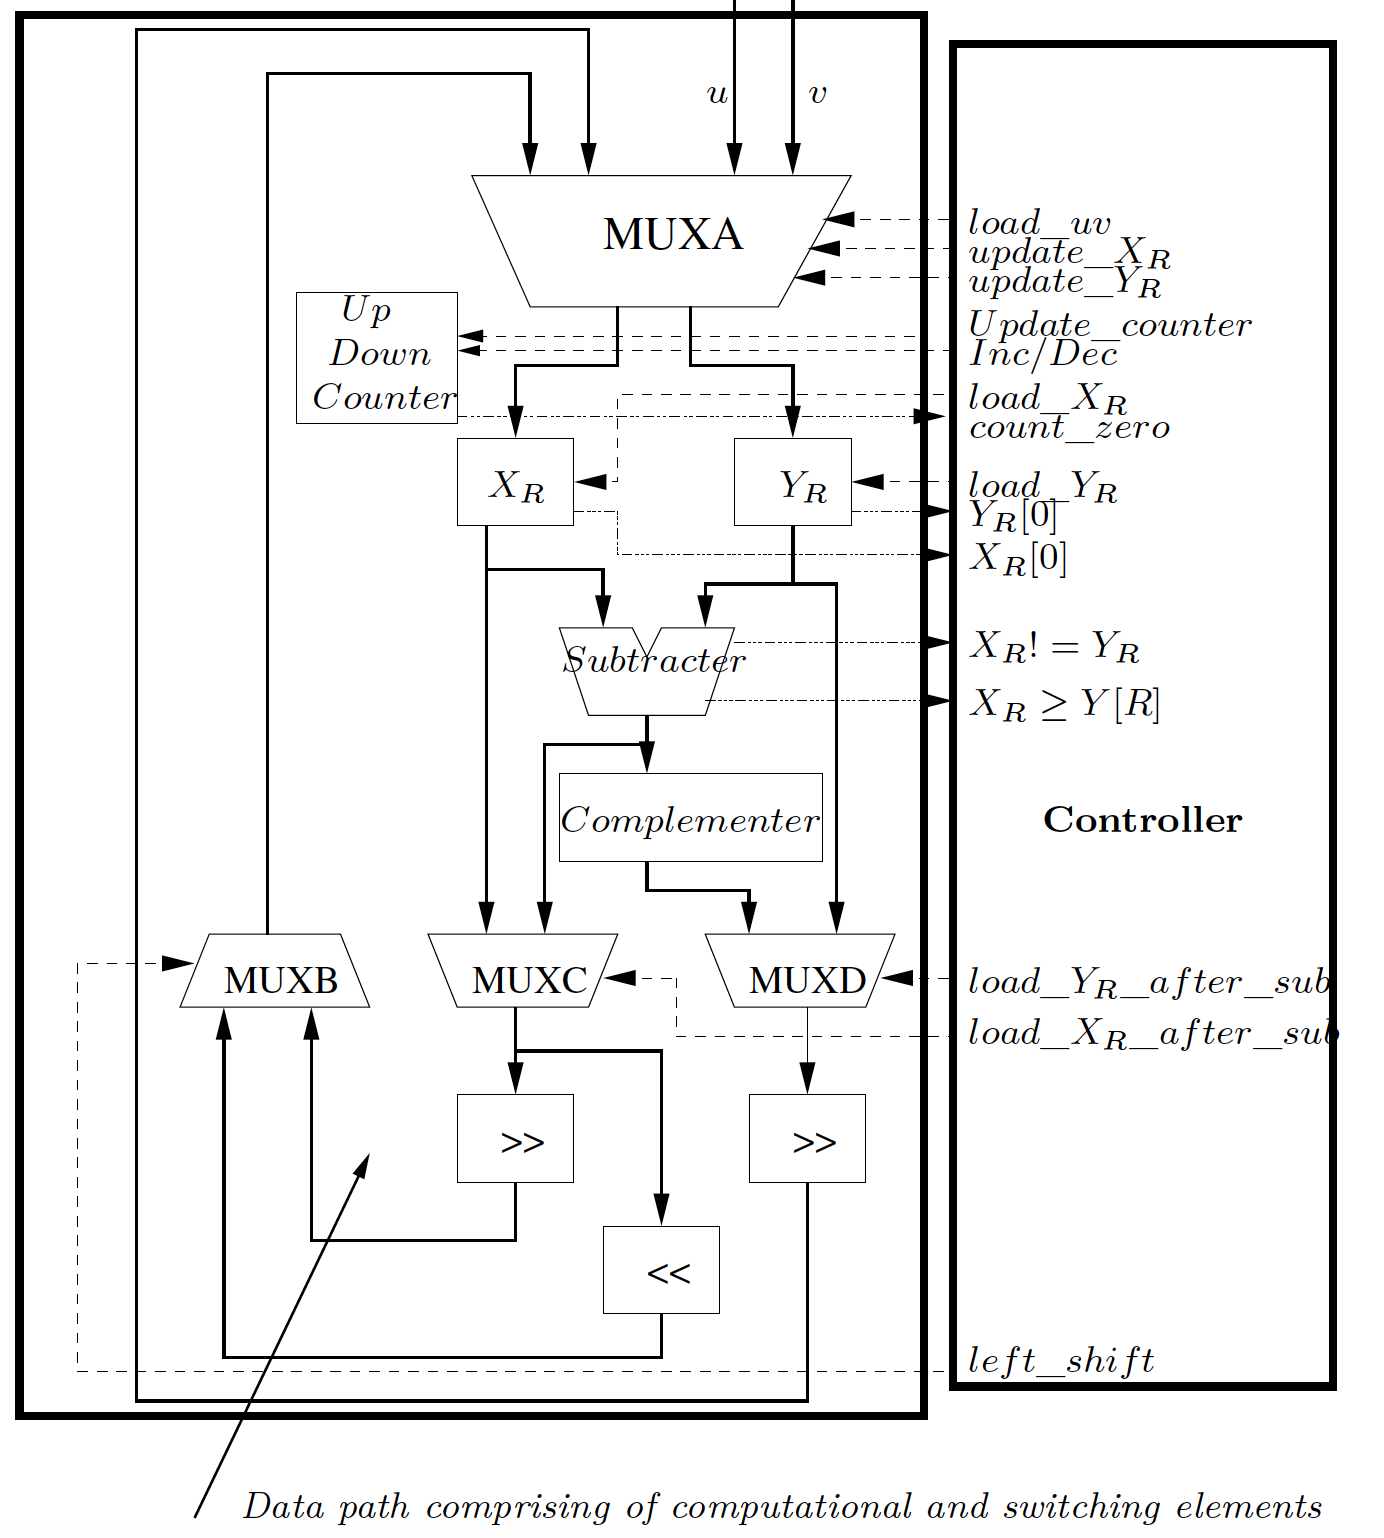 u v
MUXA
load_uv
update_X_R
update_Y_R
Up
Down
Counter
Update_counter
Inc/Dec
load_X_R
count_zero
X_R
Y_R
load_Y_R
Y_R[0]
X_R[0]
Subtracter
X_R! = Y_R
X_R ≥ Y[R]
Complementer
Controller
MUXB
MUXC
MUXD
load_Y_R_after_sub
load_X_R_after_sub
>>
>>
<<
left_shift
Data path comprising of computational and switching elements